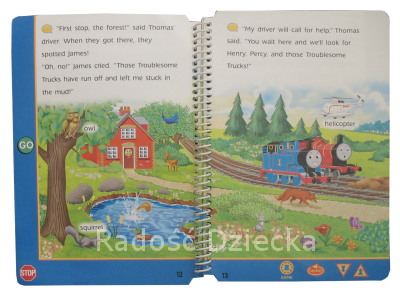 "First stop, the forest!" said Thomas'
driver. When they got there, they
spotted James!
"Oh, no!" James cried. "Those Troublesome
Trucks have run off and left me stuck in
the mud!"
owl
GO
squirrel
STOP
12
"My driver will call for help," Thomas
said. "You wait here and we'll look for
Henry, Percy, and those Troublesome
Trucks!"
helicopter
13
Radość Dziecka